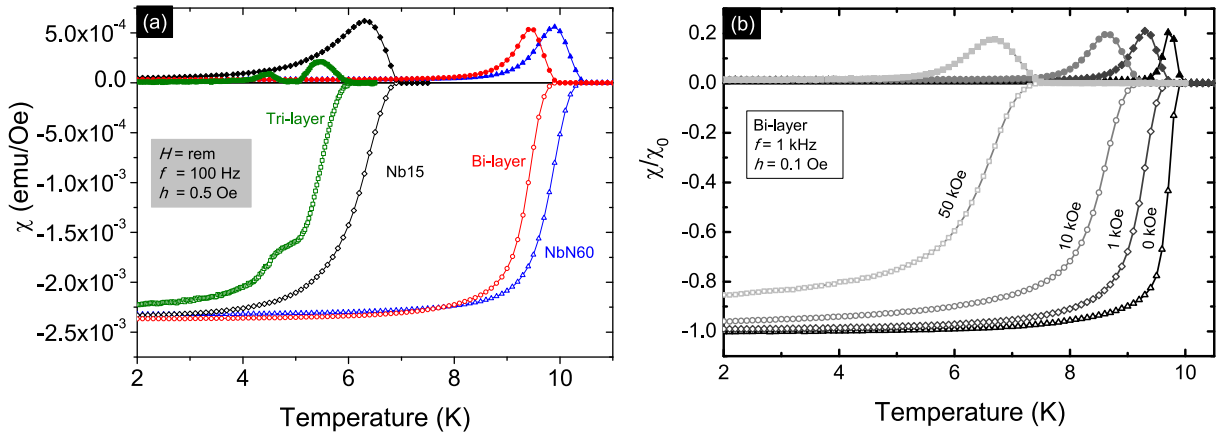 (a)
5.0x10⁻⁴
0.0
-5.0x10⁻⁴
-1.0x10⁻³
-1.5x10⁻³
-2.0x10⁻³
-2.5x10⁻³
χ (emu/Oe)
Tri-layer
H = rem
f = 100 Hz
h = 0.5 Oe
Nb15
Bi-layer
NbN60
2 4 6 8 10
Temperature (K)
(b)
0.2
0.0
-0.2
-0.4
-0.6
-0.8
-1.0
χ/χ₀
Bi-layer
f = 1 kHz
h = 0.1 Oe
50 kOe
10 kOe
1 kOe
0 kOe
2 4 6 8 10
Temperature (K)